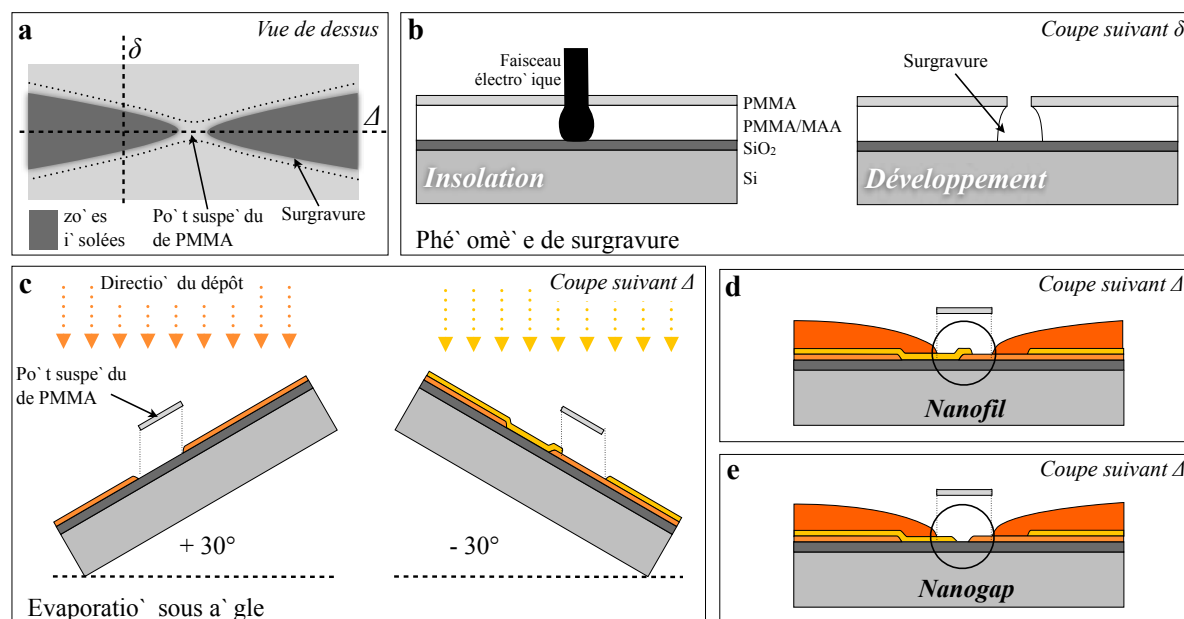 a
Vue de dessus
δ
Δ
zo` es
i` solées
Po` t suspe` du
de PMMA
Surgravure
b
Coupe suivant δ
Faisceau
électro` ique
PMMA
PMMA/MAA
SiO₂
Si
Insolation
Surgravure
Développement
Phé` omè` e de surgravure
c
Directio` du dépôt
Coupe suivant Δ
Po` t suspe` du
de PMMA
+ 30°
- 30°
Evaporatio` sous a` gle
d
Coupe suivant Δ
Nanofil
e
Coupe suivant Δ
Nanogap